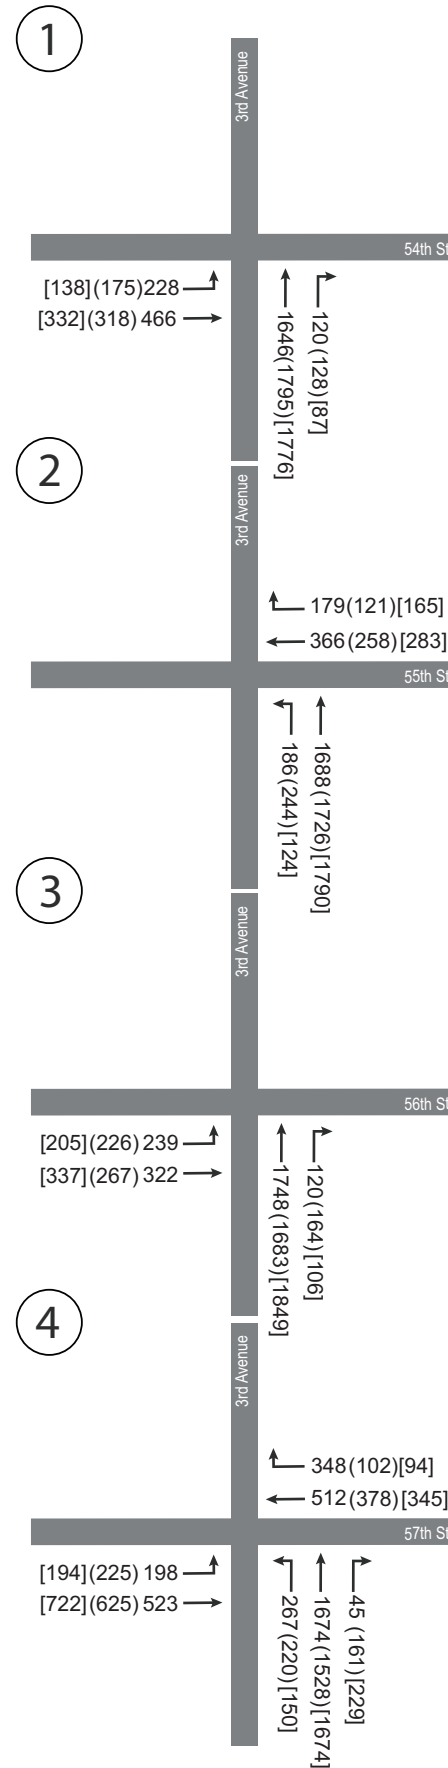 1
3rd Avenue
54th St
[138](175)228
[332](318) 466
1646(1795)[1776]
120 (128)[87]
2
3rd Avenue
179(121)[165]
366(258)[283]
55th St
186(244)[124]
1688(1726)[1790]
3
3rd Avenue
56th St
[205](226) 239
[337](267) 322
1748(1683)[1849]
120(164)[106]
4
3rd Avenue
348(102)[94]
512(378)[345]
57th St
[194](225) 198
[722](625) 523
267(220)[150]
1674(1528)[1674]
45 (161)[229]